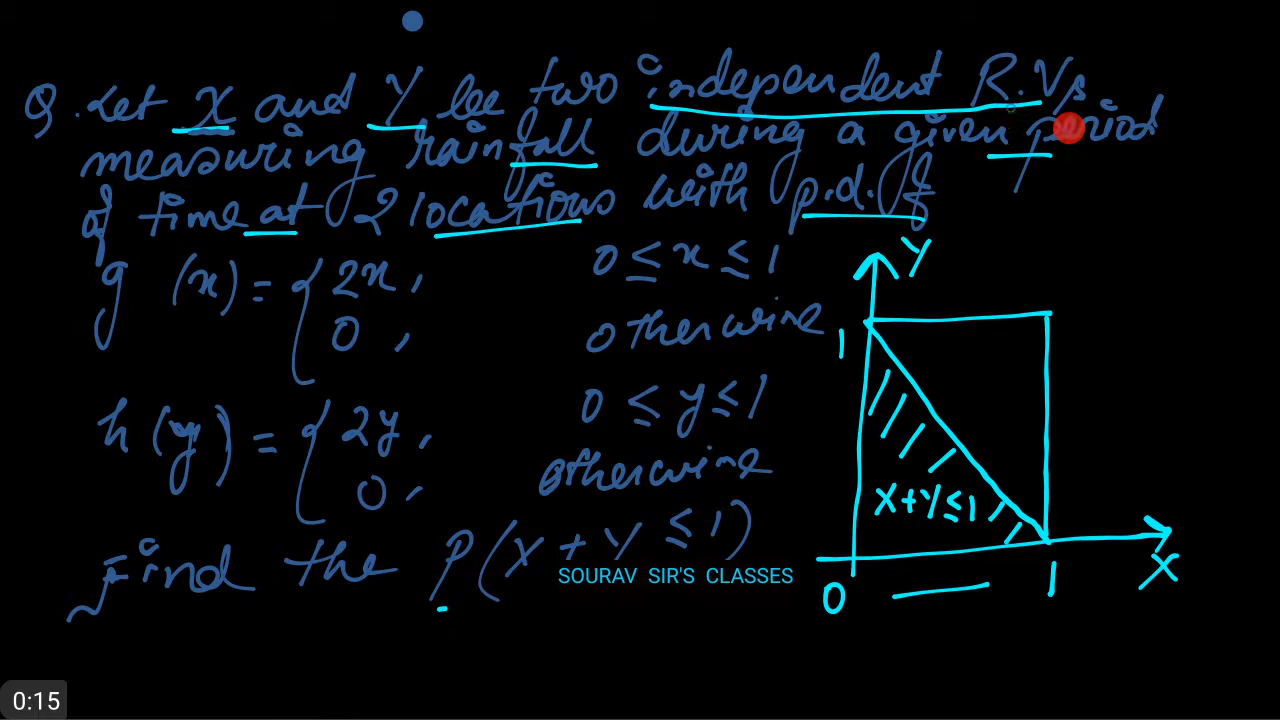 Q. Let X and Y be two independent R.Vs
measuring rainfall during a given period
of time at 2 locations with p.d.f
g (x) = { 2x, 0 ≤ x ≤ 1
0, otherwise
h (y) = { 2y, 0 ≤ y ≤ 1
0, otherwise
Find the P(X + Y ≤ 1)
Y
1
X+Y≤1
0 1 X
SOURAV SIR'S CLASSES
0:15